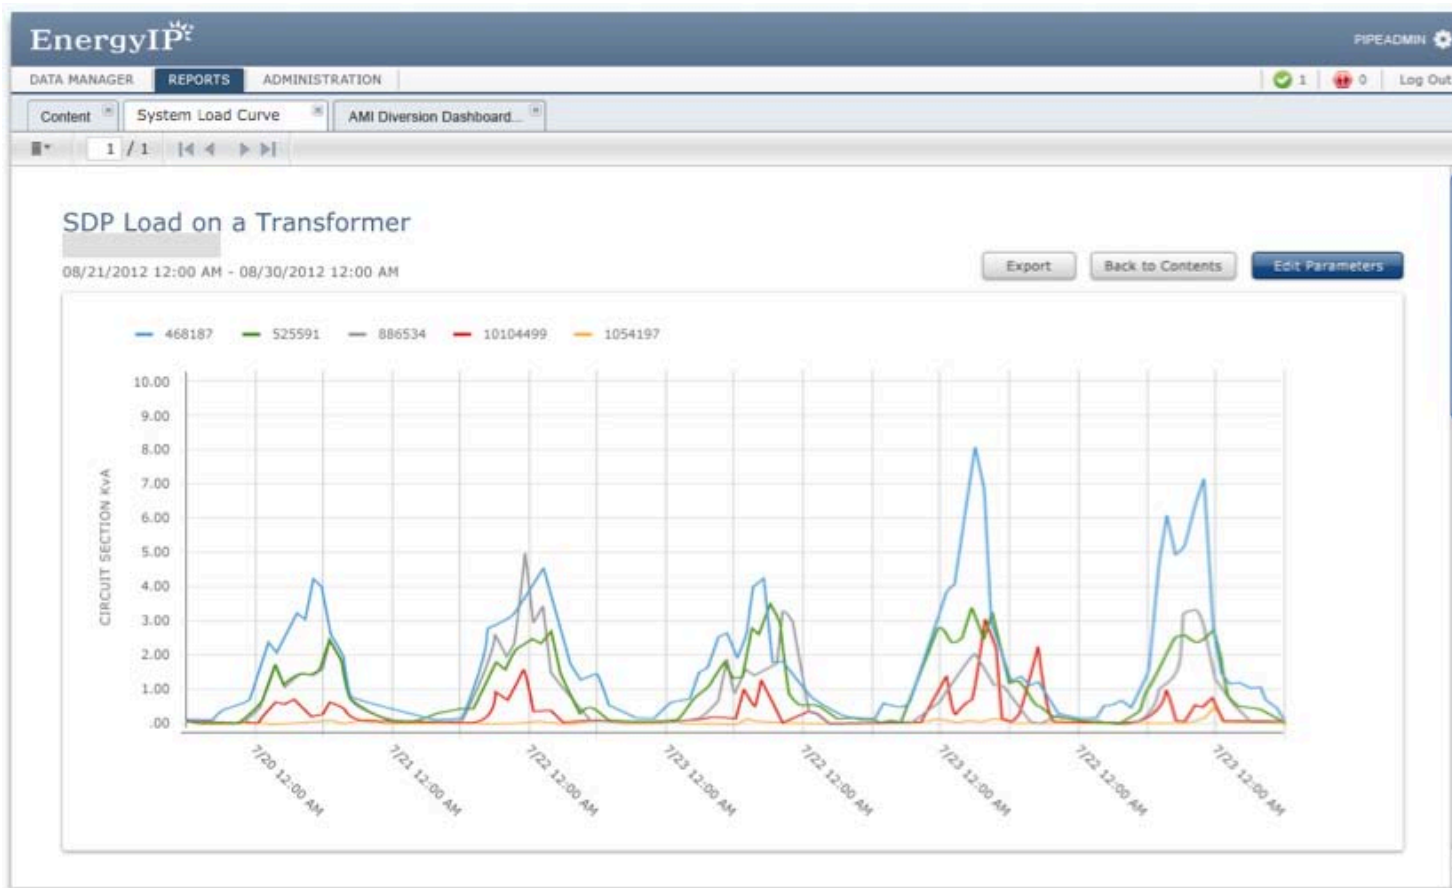 EnergyIP
PIPEADMIN
DATA MANAGER REPORTS ADMINISTRATION 1 0 Log Out
Content System Load Curve AMI Diversion Dashboard...
1 / 1
SDP Load on a Transformer
08/21/2012 12:00 AM - 08/30/2012 12:00 AM
Export Back to Contents Edit Parameters
468187 525591 886534 10104499 1054197
10.00
9.00
8.00
7.00
6.00
5.00
4.00
3.00
2.00
1.00
.00
CIRCUIT SECTION KvA
7/20 12:00 AM 7/21 12:00 AM 7/22 12:00 AM 7/23 12:00 AM 7/22 12:00 AM 7/23 12:00 AM 7/22 12:00 AM 7/23 12:00 AM